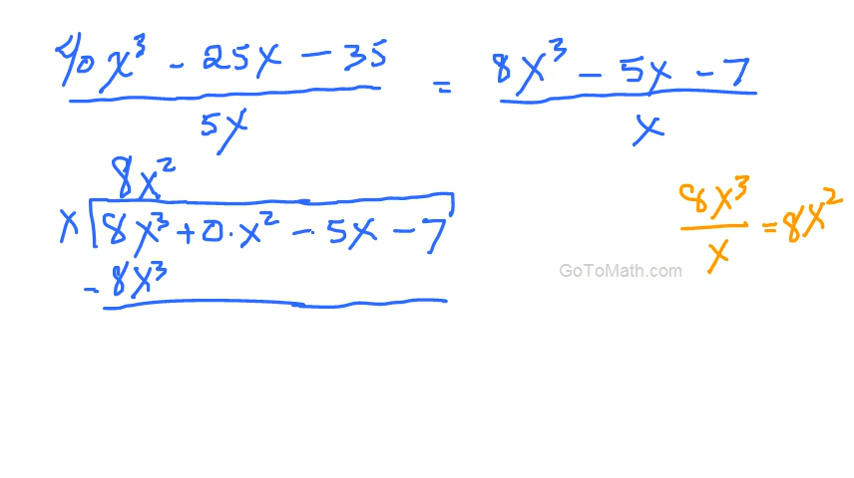 40x³ - 25x - 35 = 8x³ - 5x - 7
5x x
8x²
x 8x³ + 0·x² - 5x - 7
- 8x³
8x³ = 8x²
x
GoToMath.com